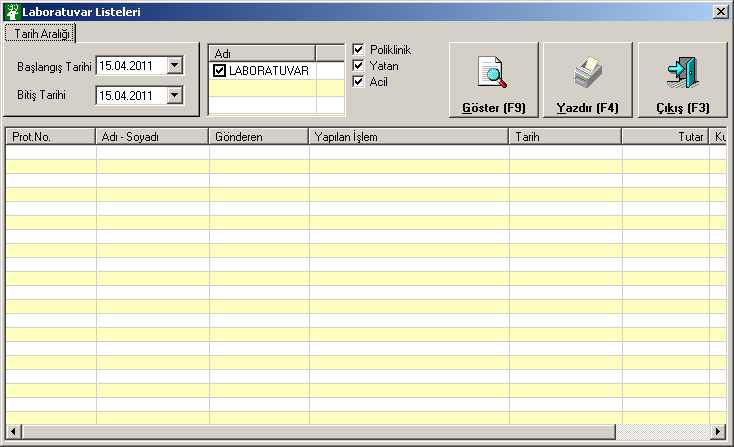 Laboratuvar Listeleri
Tarih Aralığı
Başlangış Tarihi 15.04.2011
Bitiş Tarihi 15.04.2011
Adı
LABORATUVAR
Poliklinik
Yatan
Acil
Göster (F9)
Yazdır (F4)
Çıkış (F3)
Prot.No. Adı - Soyadı Gönderen Yapılan İşlem Tarih Tutar Ku